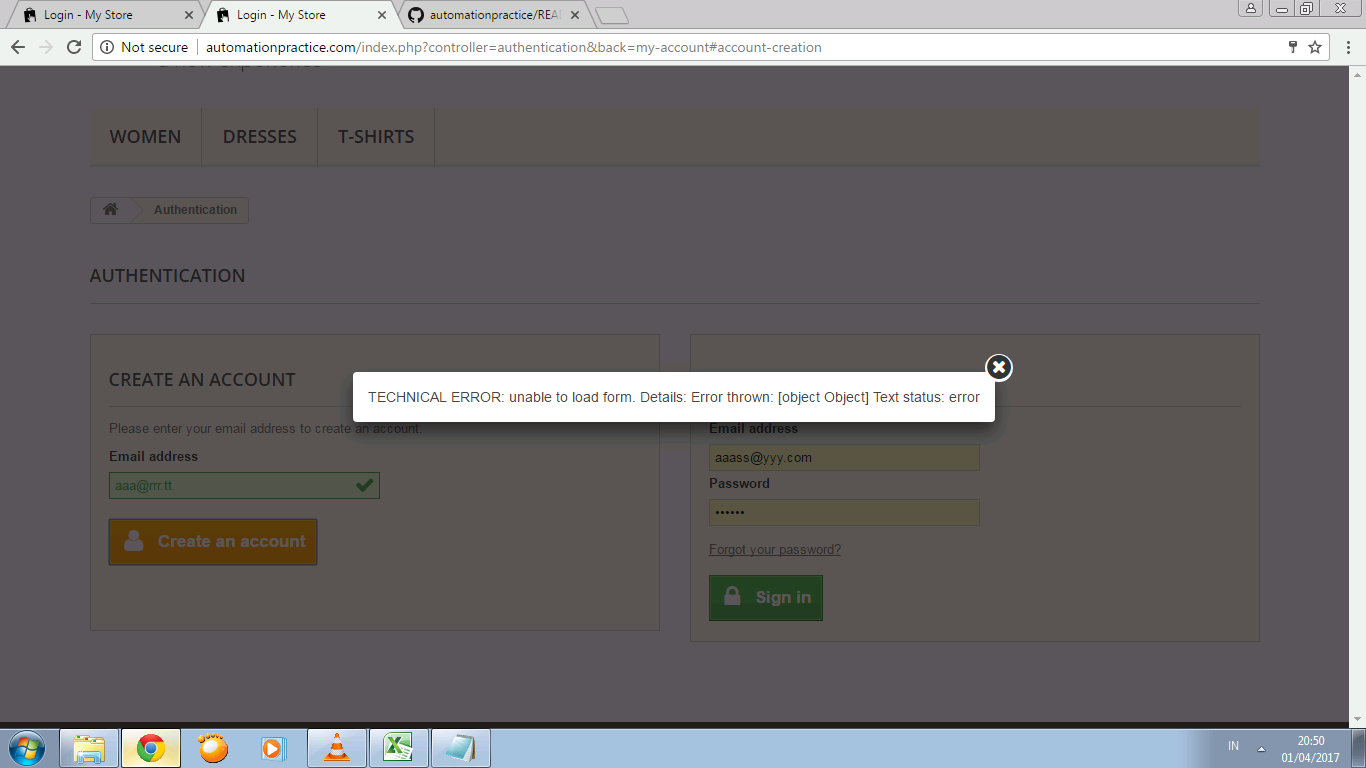 Login - My Store
Login - My Store
automationpractice/REA
Not secure
automationpractice.com/index.php?controller=authentication&back=my-account#account-creation
WOMEN
DRESSES
T-SHIRTS
Authentication
AUTHENTICATION
CREATE AN ACCOUNT
TECHNICAL ERROR: unable to load form. Details: Error thrown: [object Object] Text status: error
Please enter your email address to create an account.
Email address
aaa@rrr.tt
Create an account
Email address
aaass@yyy.com
Password
••••••
Forgot your password?
Sign in
IN
20:50
01/04/2017